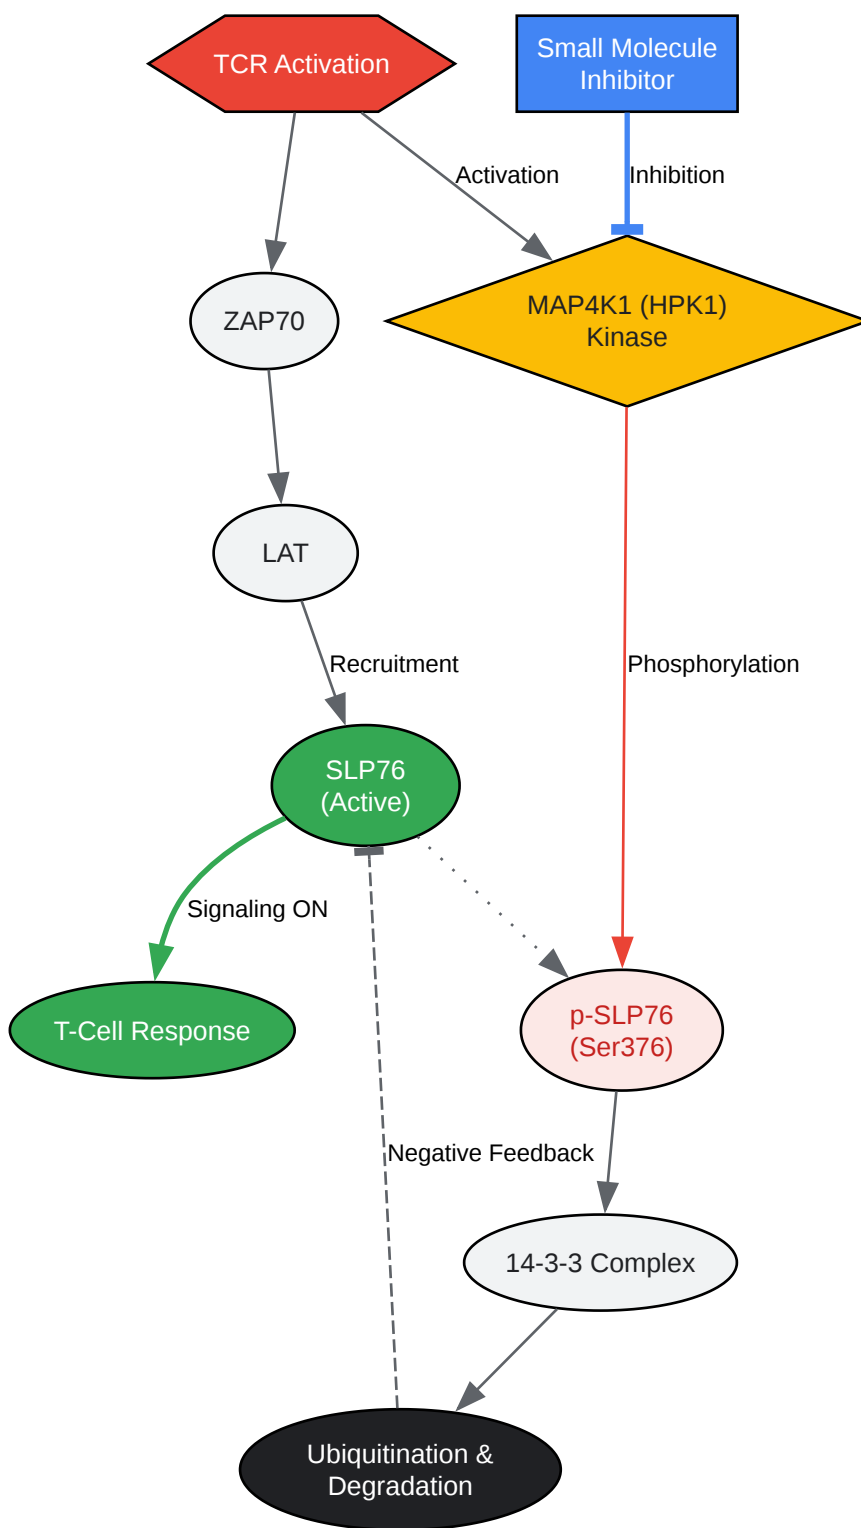 TCR Activation
Small Molecule
Inhibitor
Activation
Inhibition
ZAP70
MAP4K1 (HPK1)
Kinase
LAT
Recruitment
Phosphorylation
SLP76
(Active)
Signaling ON
T-Cell Response
p-SLP76
(Ser376)
Negative Feedback
14-3-3 Complex
Ubiquitination &
Degradation